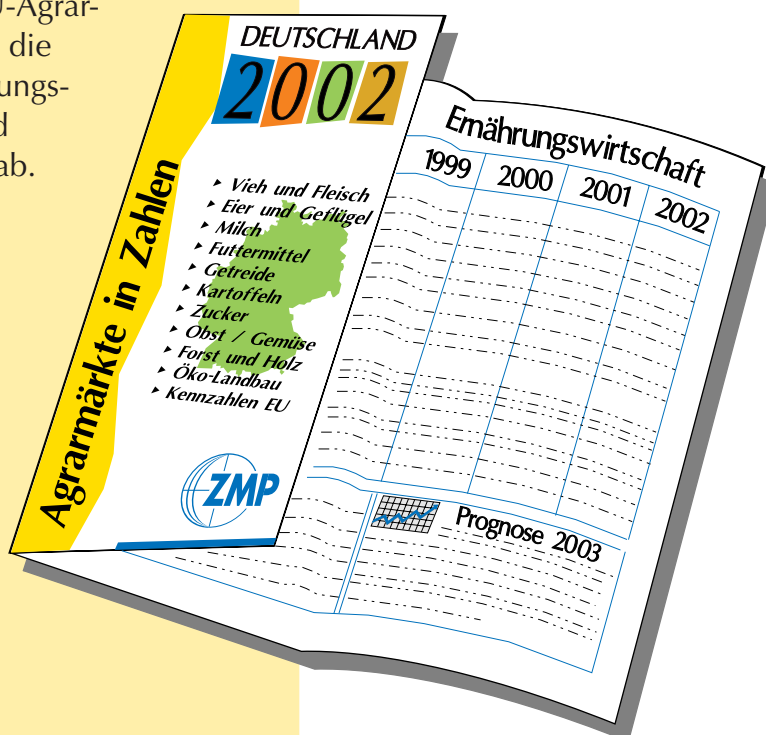 U-Agrar-
die
ungs-
d
ab.
DEUTSCHLAND
2002
Agrarmärkte in Zahlen
‣ Vieh und Fleisch
‣ Eier und Geflügel
‣ Milch
‣ Futtermittel
‣ Getreide
‣ Kartoffeln
‣ Zucker
‣ Obst / Gemüse
‣ Forst und Holz
‣ Öko-Landbau
‣ Kennzahlen EU
ZMP
Ernährungswirtschaft
1999 2000 2001 2002
Prognose 2003